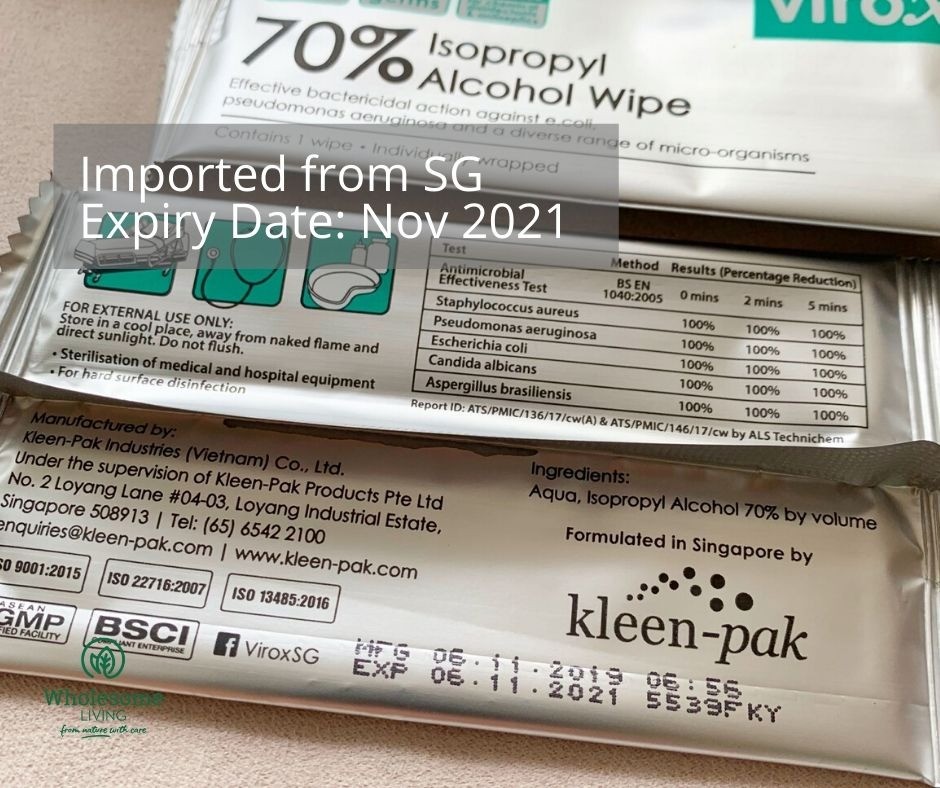 germs
virox
70% Isopropyl
Alcohol Wipe
Effective bactericidal action against e.coli,
pseudomonas aeruginosa and a diverse range of micro-organisms
Contains 1 wipe • Individually wrapped
Imported from SG
Expiry Date: Nov 2021
FOR EXTERNAL USE ONLY:
Store in a cool place, away from naked flame and
direct sunlight. Do not flush.
• Sterilisation of medical and hospital equipment
• For hard surface disinfection
Test Method Results (Percentage Reduction)
Antimicrobial
Effectiveness Test BS EN
1040:2005 0 mins 2 mins 5 mins
Staphylococcus aureus 100% 100% 100%
Pseudomonas aeruginosa 100% 100% 100%
Escherichia coli 100% 100% 100%
Candida albicans 100% 100% 100%
Aspergillus brasiliensis 100% 100% 100%
Report ID: ATS/PMIC/136/17/cw(A) & ATS/PMIC/146/17/cw by ALS Technichem
Manufactured by:
Kleen-Pak Industries (Vietnam) Co., Ltd.
Under the supervision of Kleen-Pak Products Pte Ltd
No. 2 Loyang Lane #04-03, Loyang Industrial Estate,
Singapore 508913 | Tel: (65) 6542 2100
enquiries@kleen-pak.com | www.kleen-pak.com
SO 9001:2015 ISO 22716:2007 ISO 13485:2016
ASEAN
GMP
FIED FACILITY
BSCI
COMPLIANT ENTERPRISE
ViroxSG
Ingredients:
Aqua, Isopropyl Alcohol 70% by volume
Formulated in Singapore by
kleen-pak
MFG 06.11.2019 06:56
EXP 06.11.2021 5539FKY
Wholesome
LIVING
from nature with care